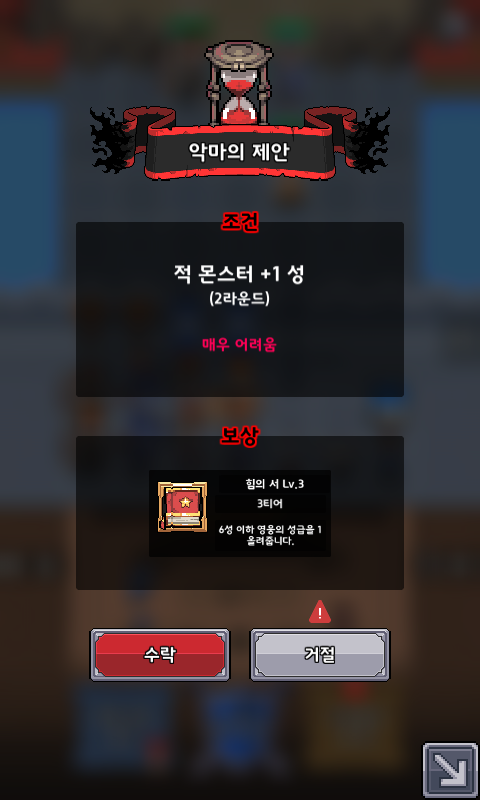 악마의 제안
조건
적 몬스터 +1 성
(2라운드)
매우 어려움
보상
힘의 서 Lv.3
3티어
6성 이하 영웅의 성급을 1
올려줍니다.
!
수락
거절